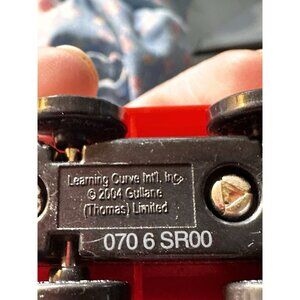 Learning Curve Int'l. Inc.
© 2004 Gullane
(Thomas) Limited
070 6 SR00